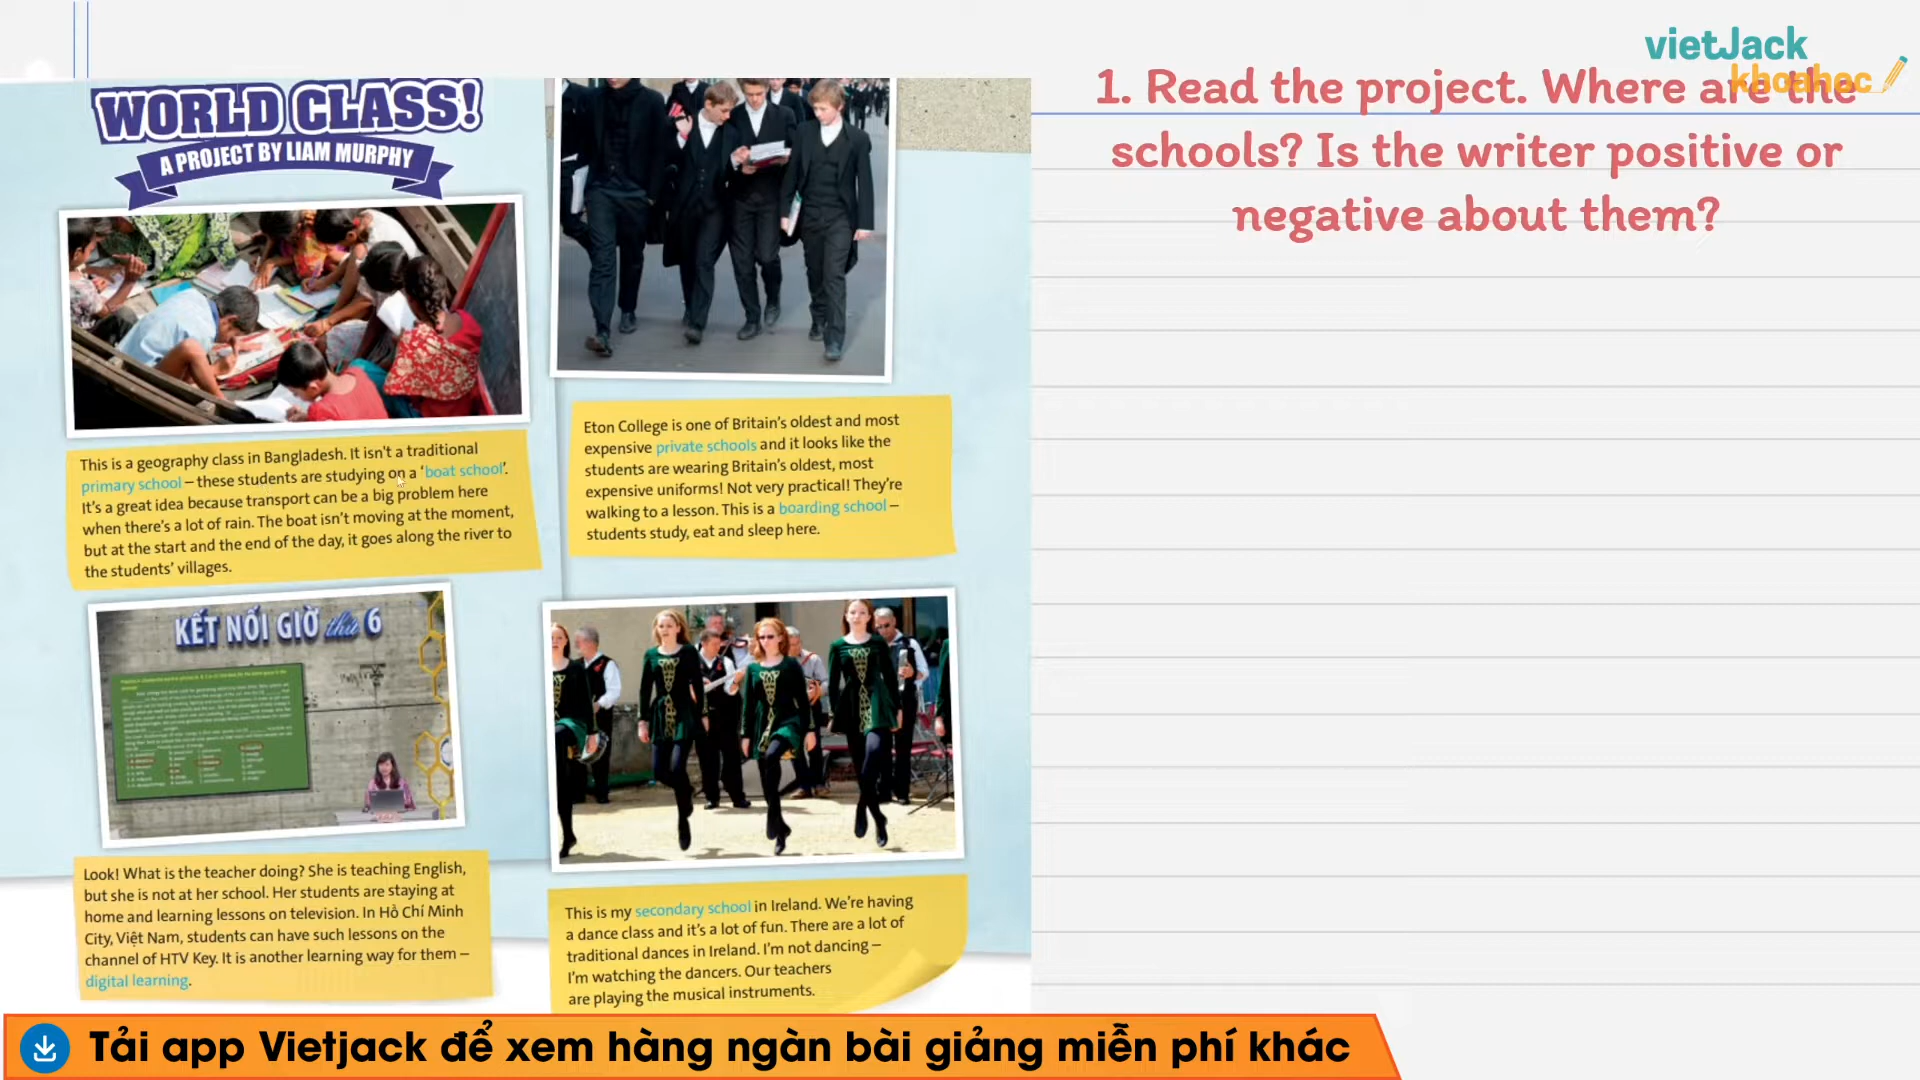 vietJack
khoahoc
1. Read the project. Where are the
schools? Is the writer positive or
negative about them?
WORLD CLASS!
A PROJECT BY LIAM MURPHY
This is a geography class in Bangladesh. It isn't a traditional
primary school – these students are studying on a 'boat school'.
It's a great idea because transport can be a big problem here
when there's a lot of rain. The boat isn't moving at the moment,
but at the start and the end of the day, it goes along the river to
the students' villages.
Eton College is one of Britain's oldest and most
expensive private schools and it looks like the
students are wearing Britain's oldest, most
expensive uniforms! Not very practical! They're
walking to a lesson. This is a boarding school –
students study, eat and sleep here.
KẾT NỐI GIỜ thứ 6
Look! What is the teacher doing? She is teaching English,
but she is not at her school. Her students are staying at
home and learning lessons on television. In Hồ Chí Minh
City, Việt Nam, students can have such lessons on the
channel of HTV Key. It is another learning way for them –
digital learning.
This is my secondary school in Ireland. We're having
a dance class and it's a lot of fun. There are a lot of
traditional dances in Ireland. I'm not dancing –
I'm watching the dancers. Our teachers
are playing the musical instruments.
Tải app Vietjack để xem hàng ngàn bài giảng miễn phí khác